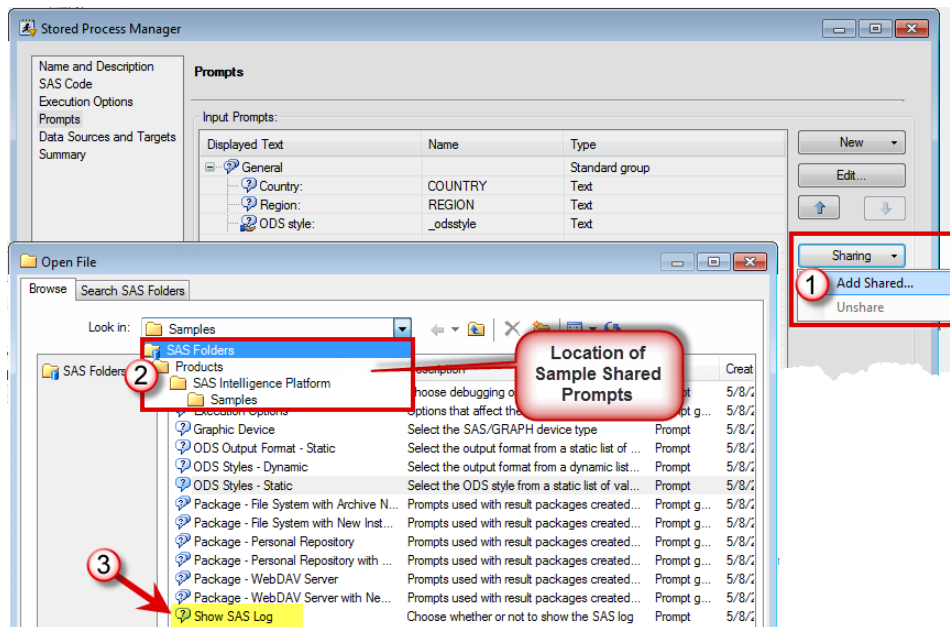 Stored Process Manager
Name and Description
SAS Code
Execution Options
Prompts
Data Sources and Targets
Summary
Prompts
Input Prompts:
Displayed Text Name Type
General Standard group
Country: COUNTRY Text
Region: REGION Text
ODS style: _odsstyle Text
New
Edit...
Sharing
1 Add Shared...
Unshare
Open File
Browse Search SAS Folders
Look in: Samples
SAS Folders
Products
SAS Intelligence Platform
Samples
2
SAS Folders
Location of
Sample Shared
Prompts
Creat
debugging 5/8/2
Execution Options Options that affect the Prompt g... 5/8/2
Graphic Device Select the SAS/GRAPH device type Prompt 5/8/2
ODS Output Format - Static Select the output format from a static list of ... Prompt 5/8/2
ODS Styles - Dynamic Select the output format from a dynamic list... Prompt 5/8/2
ODS Styles - Static Select the ODS style from a static list of val... Prompt 5/8/2
Package - File System with Archive N... Prompts used with result packages created... Prompt g... 5/8/2
Package - File System with New Inst... Prompts used with result packages created... Prompt g... 5/8/2
Package - Personal Repository Prompts used with result packages created... Prompt g... 5/8/2
Package - Personal Repository with ... Prompts used with result packages created... Prompt g... 5/8/2
Package - WebDAV Server Prompts used with result packages created... Prompt g... 5/8/2
Package - WebDAV Server with Ne... Prompts used with result packages created... Prompt g... 5/8/2
3
Show SAS Log Choose whether or not to show the SAS log Prompt 5/8/2